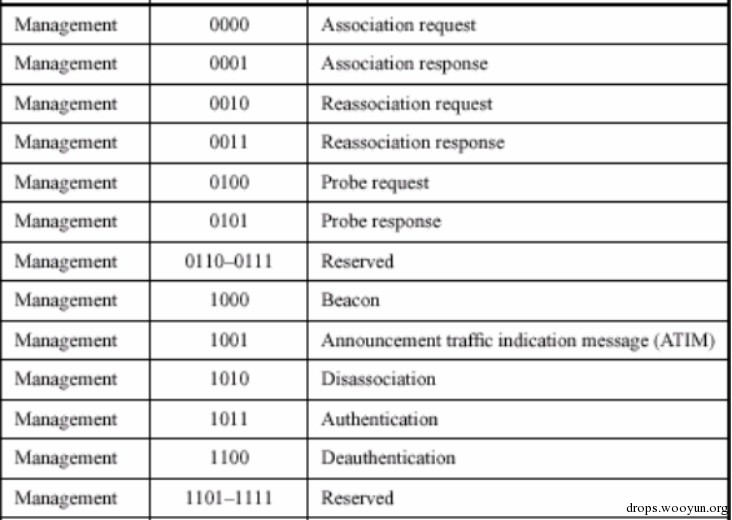 Management 0000 Association request
Management 0001 Association response
Management 0010 Reassociation request
Management 0011 Reassociation response
Management 0100 Probe request
Management 0101 Probe response
Management 0110–0111 Reserved
Management 1000 Beacon
Management 1001 Announcement traffic indication message (ATIM)
Management 1010 Disassociation
Management 1011 Authentication
Management 1100 Deauthentication
Management 1101–1111 Reserved
drops.wooyun.org